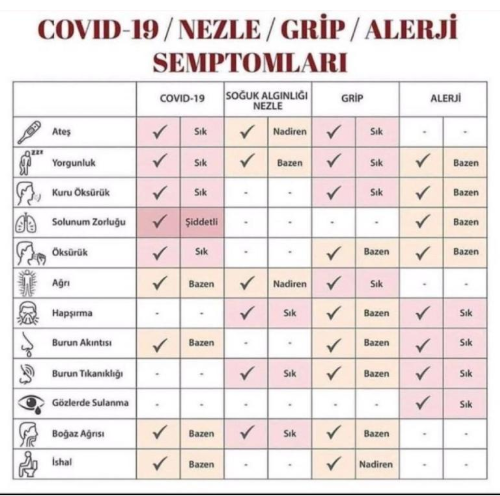 COVID-19 / NEZLE / GRİP / ALERJİ
SEMPTOMLARI
COVID-19 SOĞUK ALGINLIĞI NEZLE GRİP ALERJİ
Ateş ✓ Sık ✓ Nadiren ✓ Sık - -
zzz Yorgunluk ✓ Sık ✓ Bazen ✓ Sık ✓ Bazen
Kuru Öksürük ✓ Sık - - ✓ Sık ✓ Bazen
Solunum Zorluğu ✓ Şiddetli - - - - ✓ Bazen
Öksürük ✓ Sık - - ✓ Bazen ✓ Bazen
Ağrı ✓ Bazen ✓ Nadiren ✓ Sık - -
Hapşırma - - ✓ Sık ✓ Bazen ✓ Sık
Burun Akıntısı ✓ Bazen - - ✓ Bazen ✓ Sık
Burun Tıkanıklığı - - ✓ Sık ✓ Bazen ✓ Sık
Gözlerde Sulanma - - - - - - ✓ Sık
Boğaz Ağrısı ✓ Bazen ✓ Sık ✓ Bazen - -
İshal ✓ Bazen - - ✓ Nadiren - -